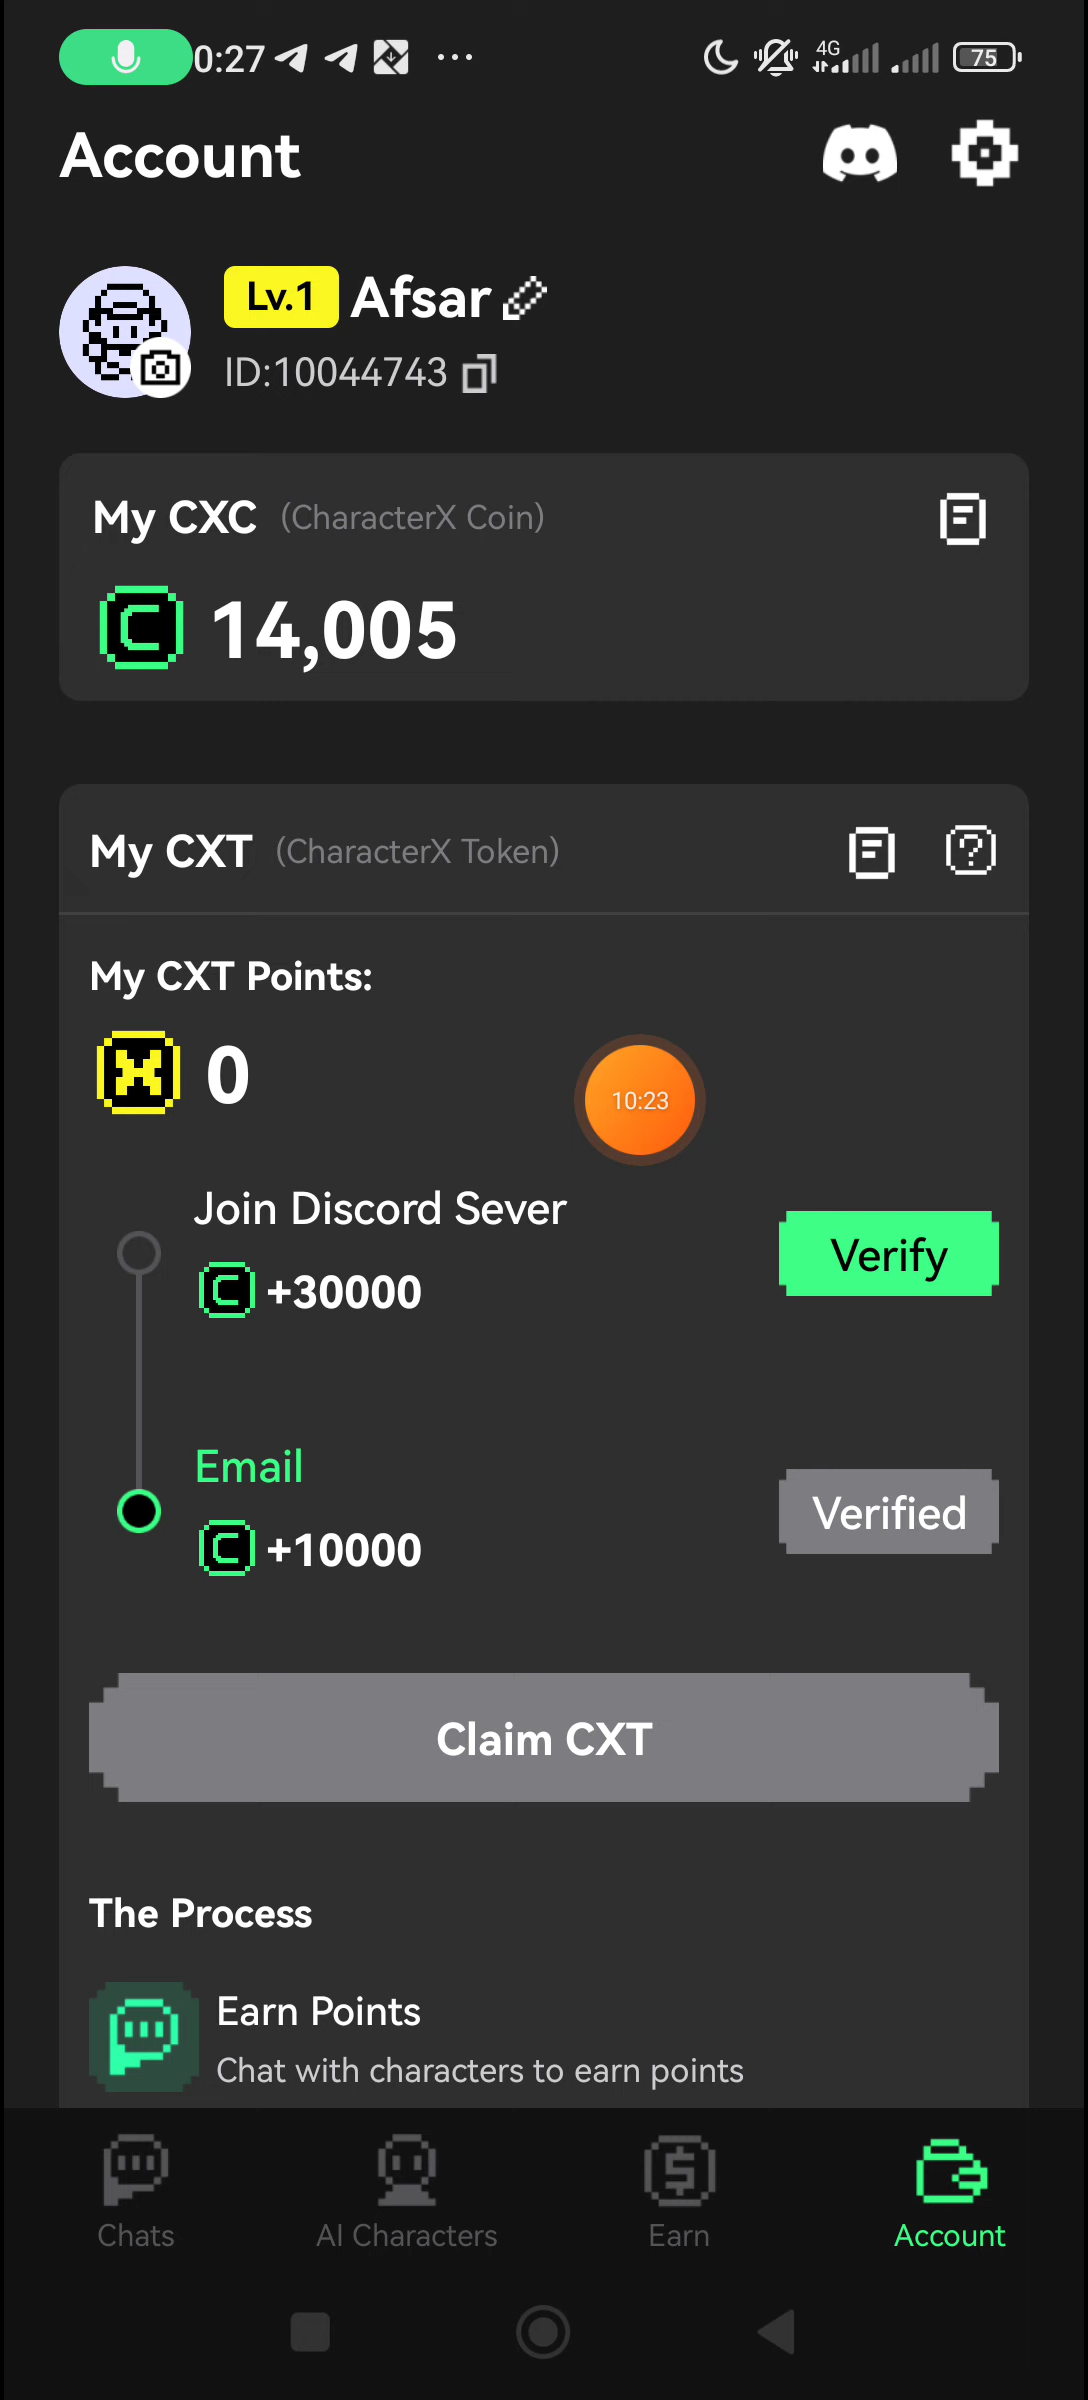 0:27 4G 75
Account
Lv.1 Afsar
ID:10044743
My CXC (CharacterX Coin)
14,005
My CXT (CharacterX Token)
My CXT Points:
0
10:23
Join Discord Sever
+30000
Verify
Email
+10000
Verified
Claim CXT
The Process
Earn Points
Chat with characters to earn points
Chats AI Characters Earn Account